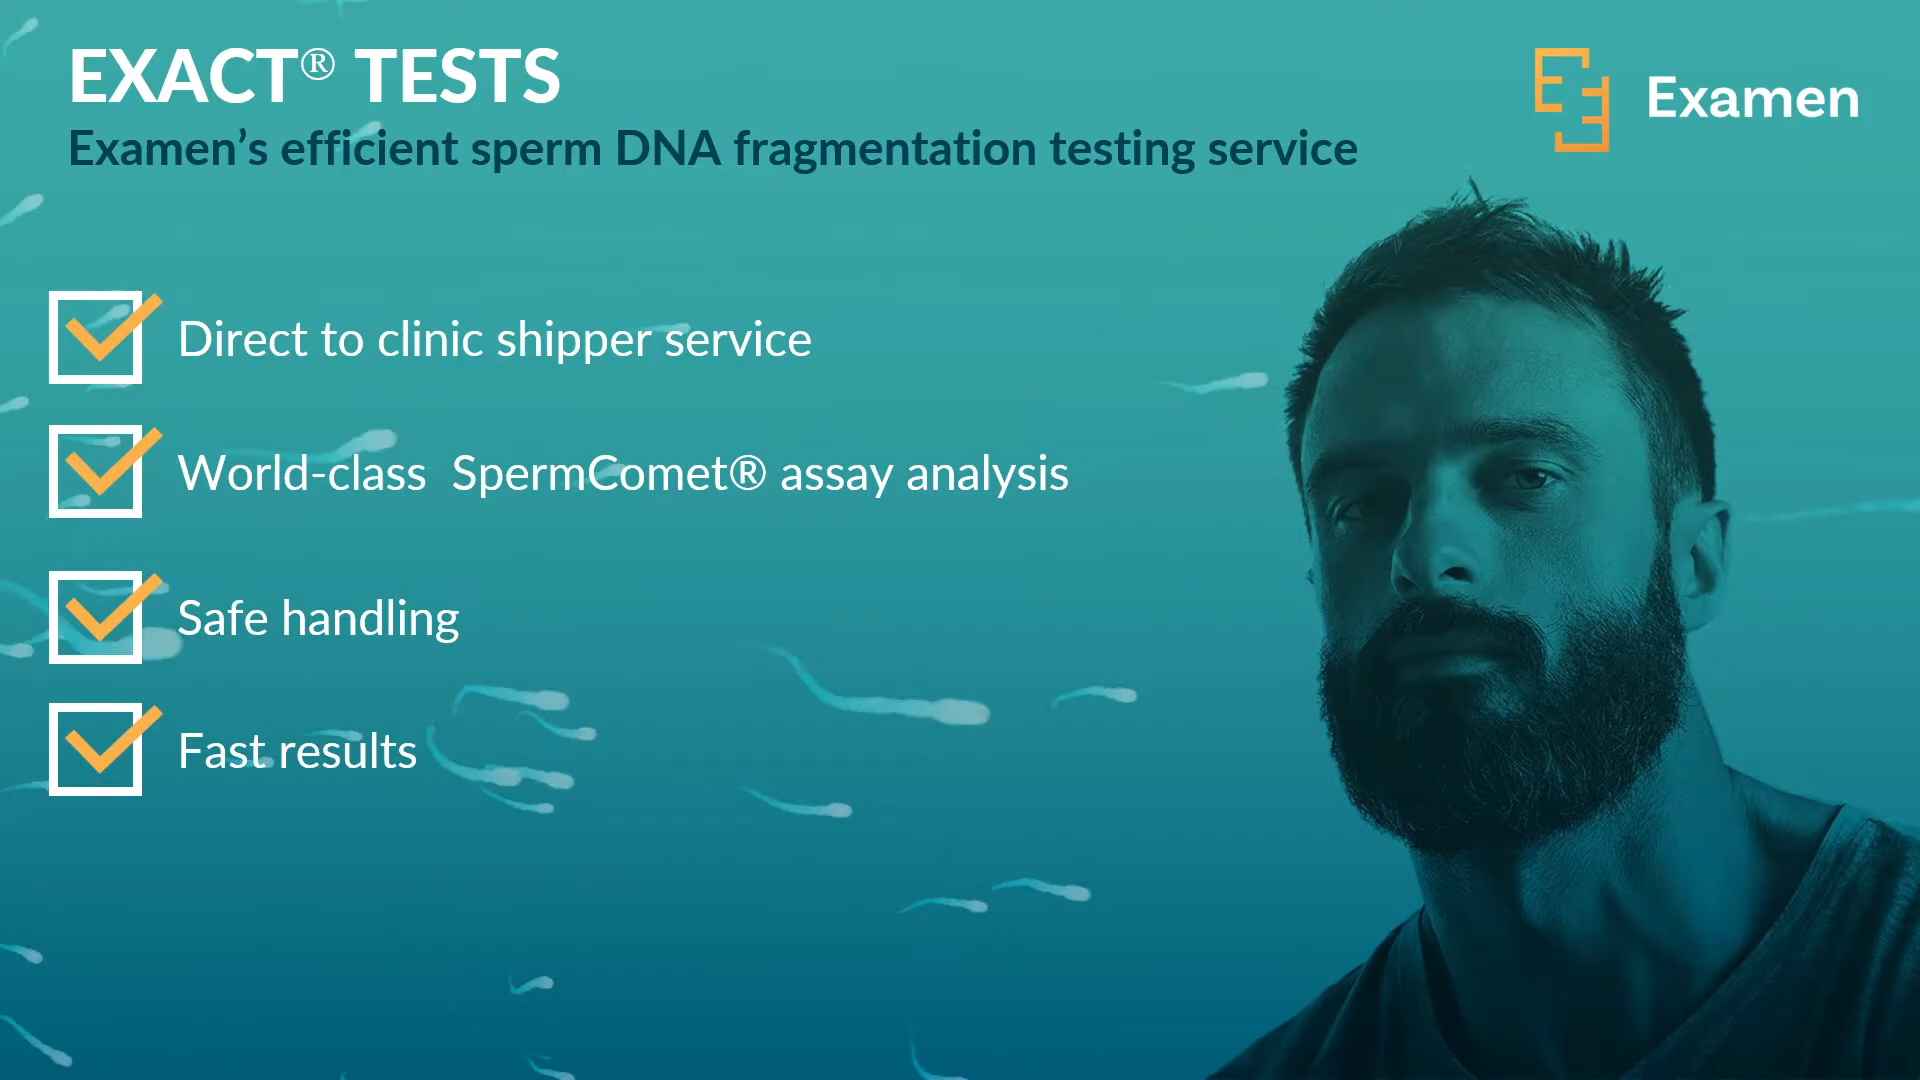 EXACT® TESTS
Examen
Examen’s efficient sperm DNA fragmentation testing service
Direct to clinic shipper service
World-class  SpermComet® assay analysis
Safe handling
Fast results